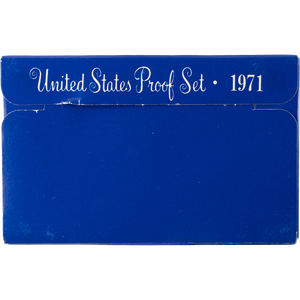 United States Proof Set • 1971